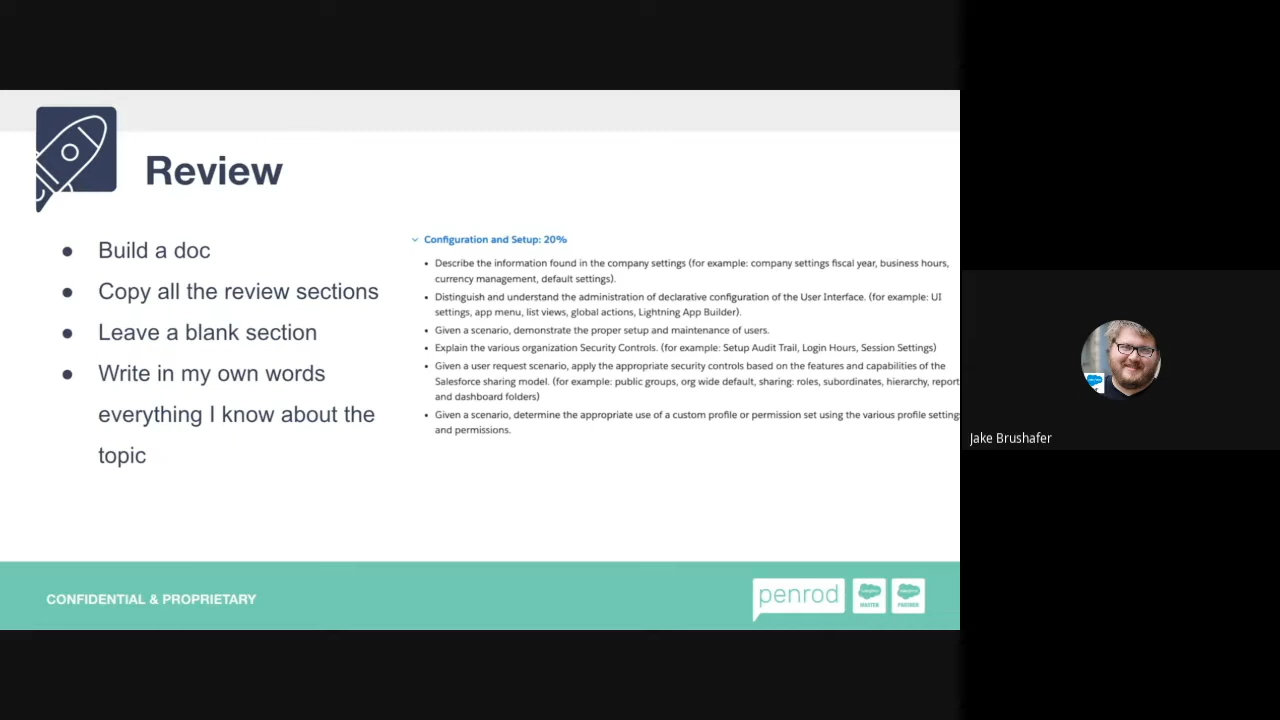 Review
● Build a doc
● Copy all the review sections
● Leave a blank section
● Write in my own words
everything I know about the
topic
Configuration and Setup: 20%
• Describe the information found in the company settings (for example: company settings fiscal year, business hours,
currency management, default settings).
• Distinguish and understand the administration of declarative configuration of the User Interface. (for example: UI
settings, app menu, list views, global actions, Lightning App Builder).
• Given a scenario, demonstrate the proper setup and maintenance of users.
• Explain the various organization Security Controls. (for example: Setup Audit Trail, Login Hours, Session Settings)
• Given a user request scenario, apply the appropriate security controls based on the features and capabilities of the
Salesforce sharing model. (for example: public groups, org wide default, sharing: roles, subordinates, hierarchy, report
and dashboard folders)
• Given a scenario, determine the appropriate use of a custom profile or permission set using the various profile settings
and permissions.
Jake Brushafer
CONFIDENTIAL & PROPRIETARY
penrod
salesforce
MASTER
salesforce
PARTNER